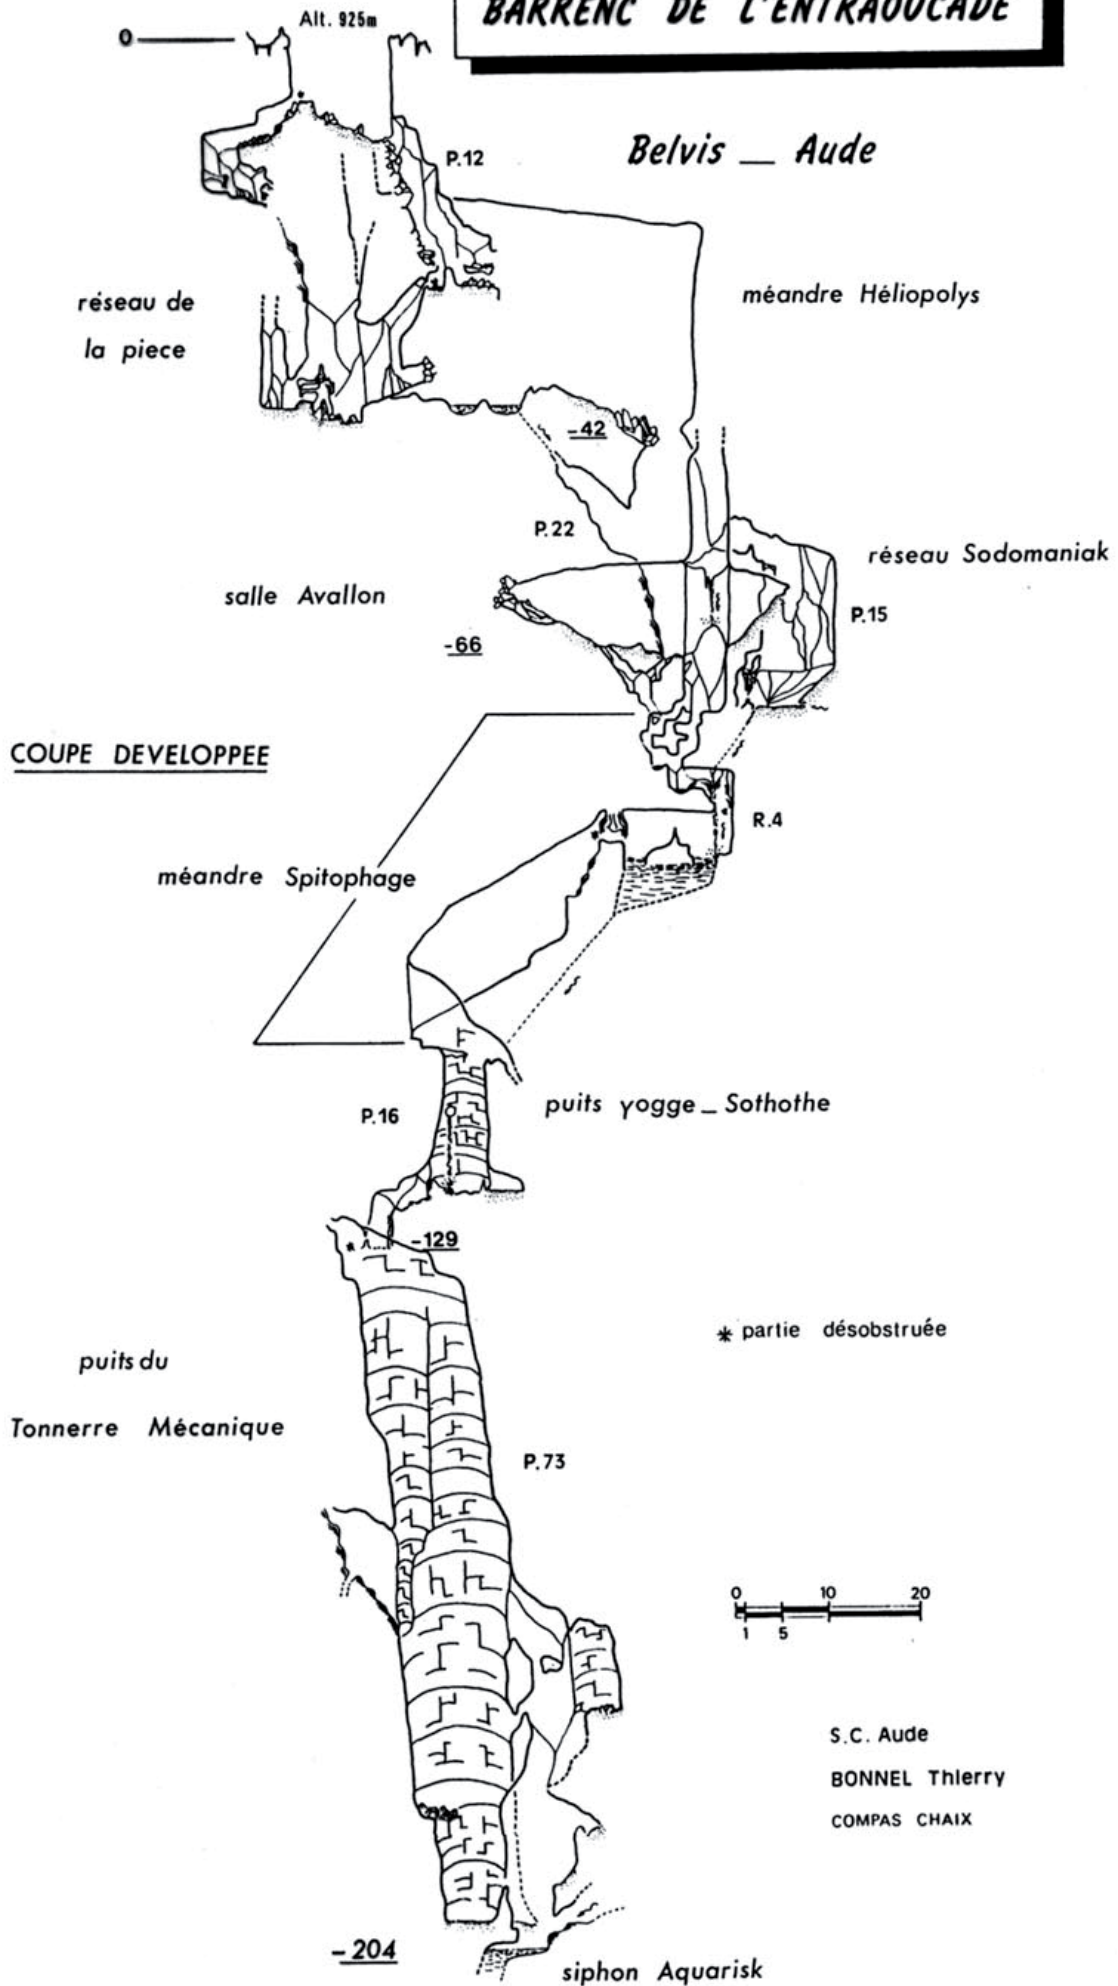 BARRENC DE L'ENTRAOUCADE
Alt. 925m
0
Belvis _ Aude
P.12
réseau de
la piece
méandre Héliopolys
-42
P.22
réseau Sodomaniak
salle Avallon
P.15
-66
COUPE DEVELOPPEE
R.4
méandre Spitophage
P.16
puits yogge_Sothothe
-129
* partie désobstruée
puits du
Tonnerre Mécanique
P.73
0 10 20
1 5
S.C. Aude
BONNEL Thierry
COMPAS CHAIX
-204
siphon Aquarisk